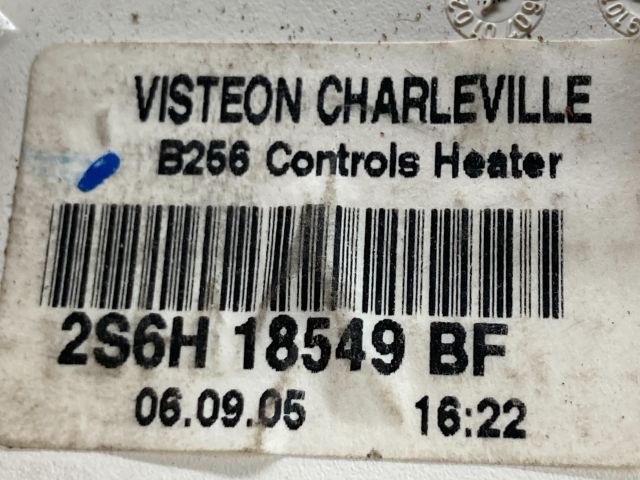 VISTEON CHARLEVILLE
B256 Controls Heater
2S6H 18549 BF
06.09.05 16:22